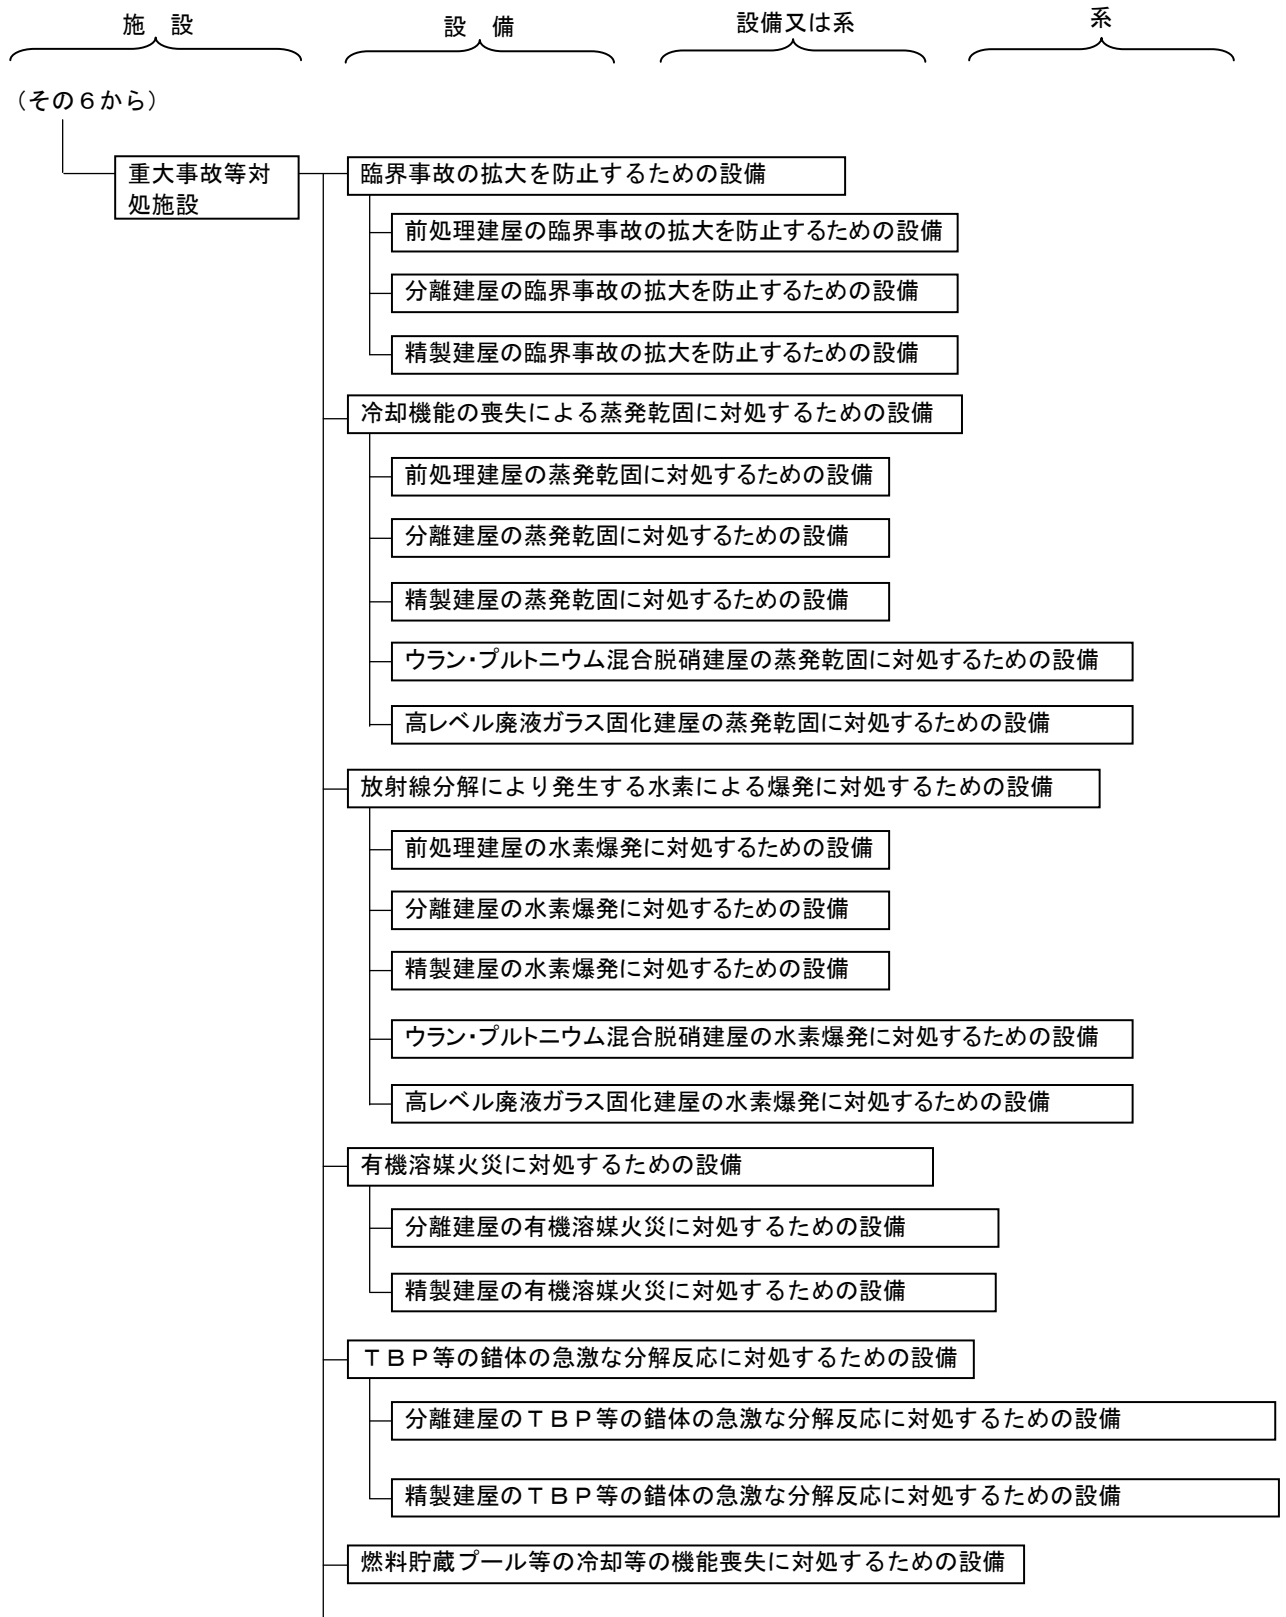 施　設
設　備
設備又は系
系
（その６から）
重大事故等対
処施設
臨界事故の拡大を防止するための設備
前処理建屋の臨界事故の拡大を防止するための設備
分離建屋の臨界事故の拡大を防止するための設備
精製建屋の臨界事故の拡大を防止するための設備
冷却機能の喪失による蒸発乾固に対処するための設備
前処理建屋の蒸発乾固に対処するための設備
分離建屋の蒸発乾固に対処するための設備
精製建屋の蒸発乾固に対処するための設備
ウラン・プルトニウム混合脱硝建屋の蒸発乾固に対処するための設備
高レベル廃液ガラス固化建屋の蒸発乾固に対処するための設備
放射線分解により発生する水素による爆発に対処するための設備
前処理建屋の水素爆発に対処するための設備
分離建屋の水素爆発に対処するための設備
精製建屋の水素爆発に対処するための設備
ウラン・プルトニウム混合脱硝建屋の水素爆発に対処するための設備
高レベル廃液ガラス固化建屋の水素爆発に対処するための設備
有機溶媒火災に対処するための設備
分離建屋の有機溶媒火災に対処するための設備
精製建屋の有機溶媒火災に対処するための設備
ＴＢＰ等の錯体の急激な分解反応に対処するための設備
分離建屋のＴＢＰ等の錯体の急激な分解反応に対処するための設備
精製建屋のＴＢＰ等の錯体の急激な分解反応に対処するための設備
燃料貯蔵プール等の冷却等の機能喪失に対処するための設備